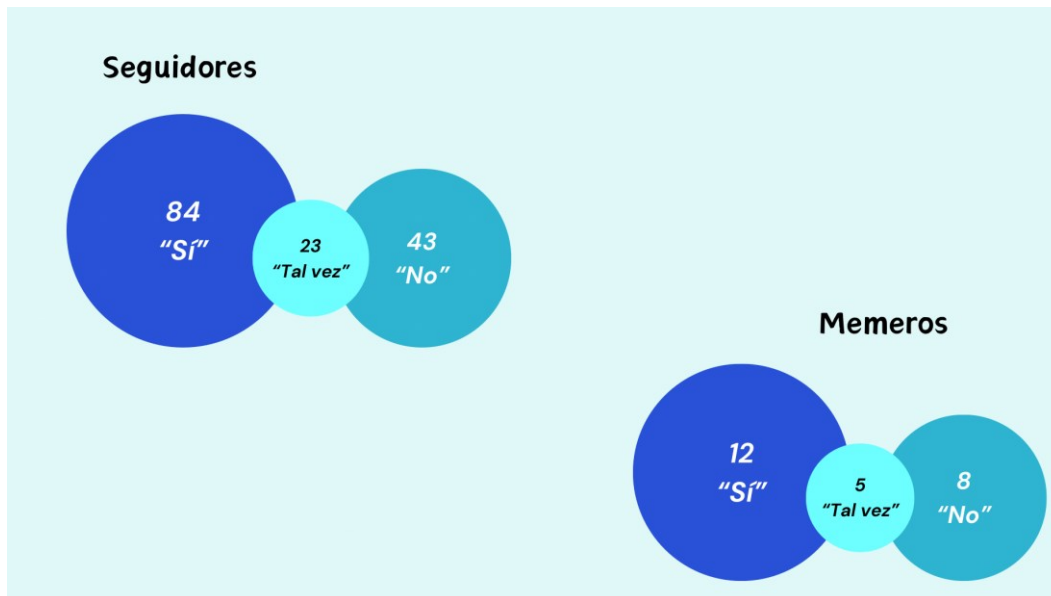 Seguidores
84
“Sí”
23
“Tal vez”
43
“No”
Memeros
12
“Sí”
5
“Tal vez”
8
“No”